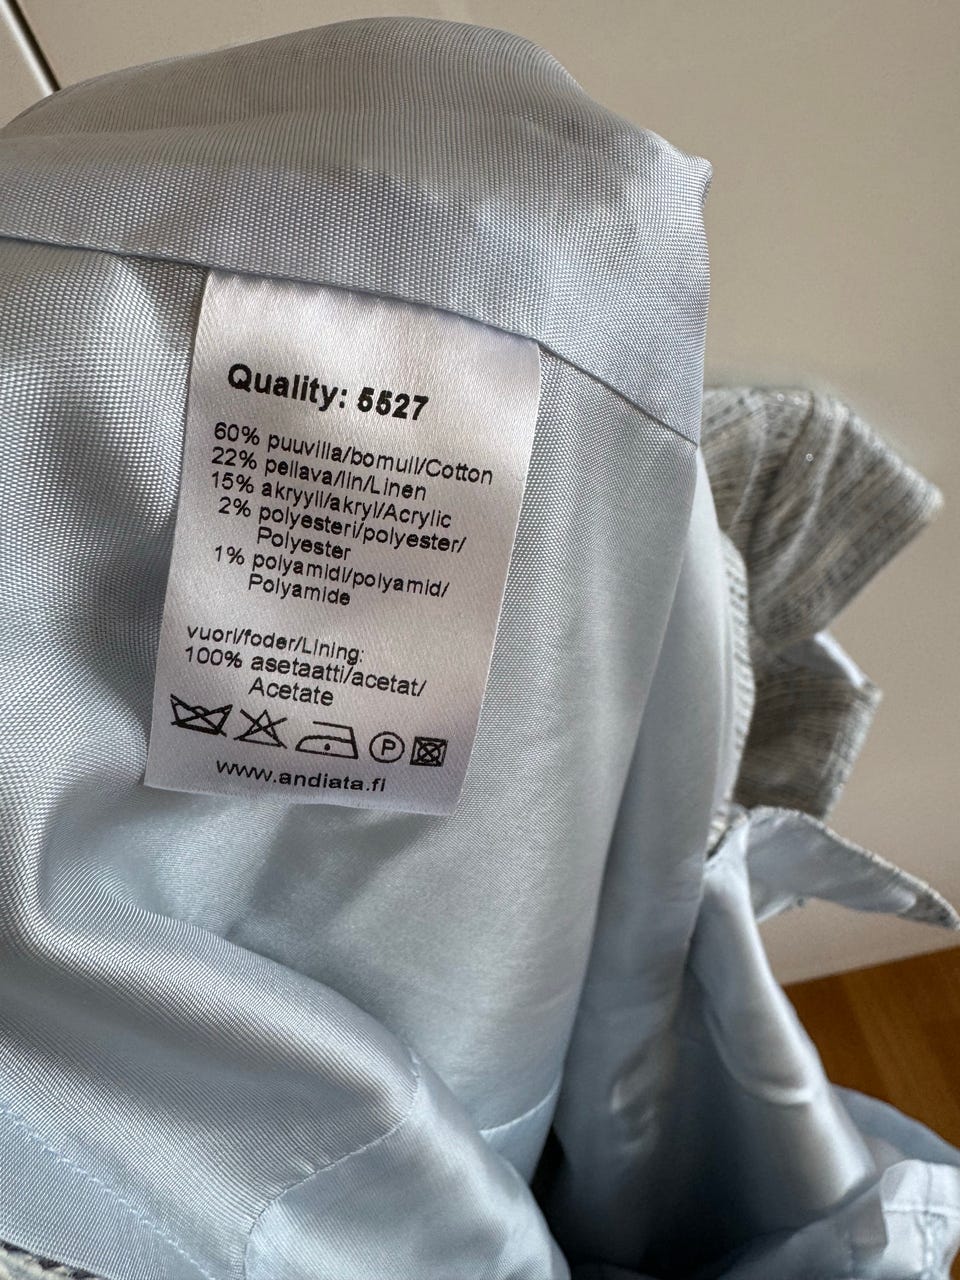 Quality: 5527
60% puuvilla/bomull/Cotton
22% pellava/lin/Linen
15% akryyli/akryl/Acrylic
2% polyesteri/polyester/
Polyester
1% polyamidi/polyamid/
Polyamide
vuori/foder/Lining:
100% asetaatti/acetat/
Acetate
P
www.andiata.fi